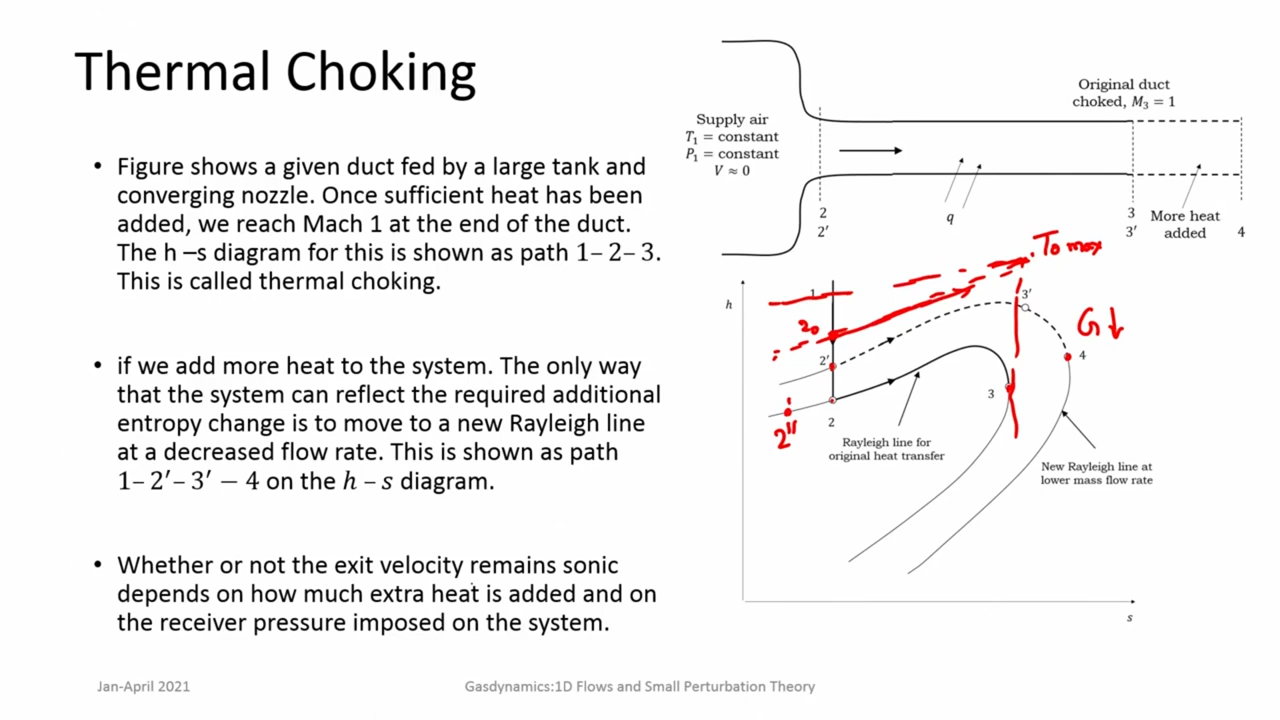 Thermal Choking
• Figure shows a given duct fed by a large tank and
converging nozzle. Once sufficient heat has been
added, we reach Mach 1 at the end of the duct.
The h –s diagram for this is shown as path 1– 2– 3.
This is called thermal choking.
• if we add more heat to the system. The only way
that the system can reflect the required additional
entropy change is to move to a new Rayleigh line
at a decreased flow rate. This is shown as path
1– 2′– 3′ – 4 on the h – s diagram.
• Whether or not the exit velocity remains sonic
depends on how much extra heat is added and on
the receiver pressure imposed on the system.
Original duct
choked, M₃ = 1
Supply air
T₁ = constant
P₁ = constant
V ≈ 0
2
2′
q
3
3′
More heat
added
4
To max
h
1
3′
G↓
2₀
2′
4
3
2
2''
Rayleigh line for
original heat transfer
New Rayleigh line at
lower mass flow rate
s
Jan-April 2021
Gasdynamics:1D Flows and Small Perturbation Theory